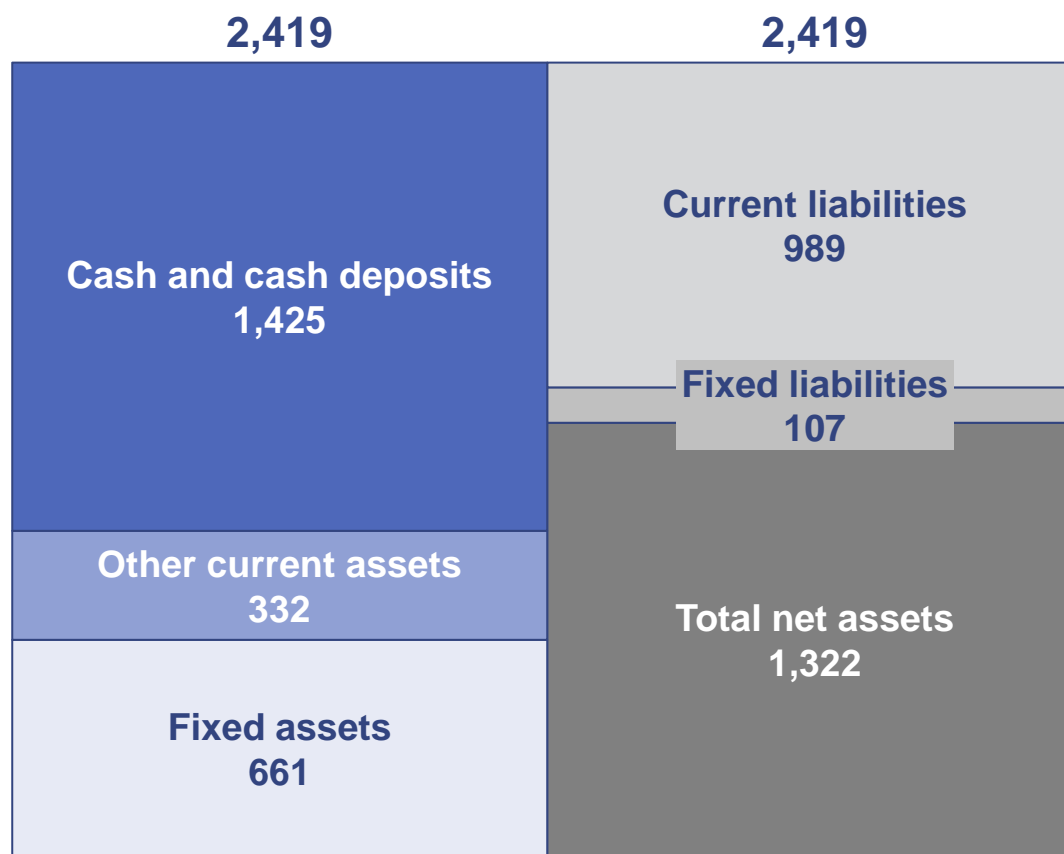 2,419
2,419
Cash and cash deposits
1,425
Other current assets
332
Fixed assets
661
Current liabilities
989
Fixed liabilities
107
Total net assets
1,322